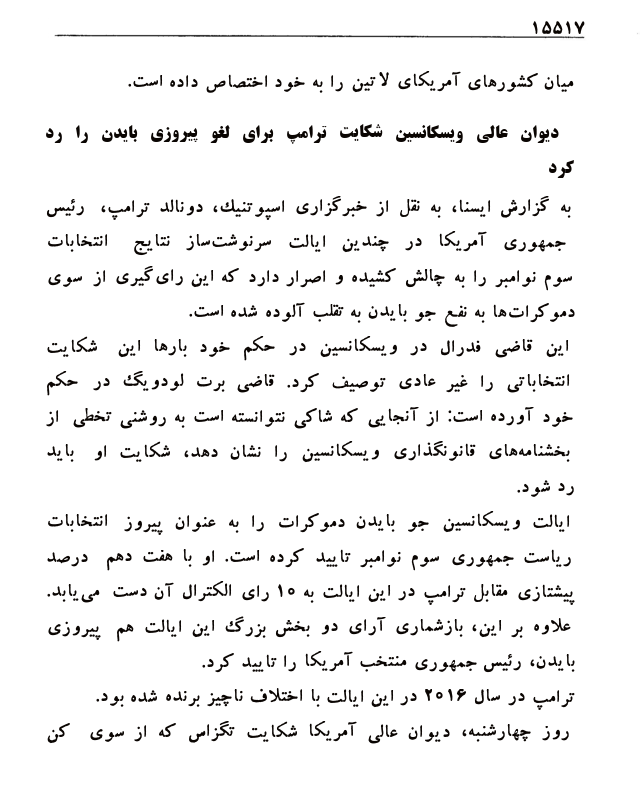 ۱۵۵۱۷
میان کشورهای آمریکای لاتین را به خود اختصاص داده است.
دیوان عالی ویسکانسین شکایت ترامپ برای لغو پیروزی بایدن را رد
کرد
به گزارش ایسنا، به نقل از خبرگزاری اسپوتنیك، دونالد ترامپ، رئیس
جمهوری آمریکا در چندین ایالت سرنوشت‌ساز نتایج انتخابات
سوم نوامبر را به چالش کشیده و اصرار دارد که این رای‌گیری از سوی
دموکرات‌ها به نفع جو بایدن به تقلب آلوده شده است.
این قاضی فدرال در ویسکانسین در حکم خود بارها این شکایت
انتخاباتی را غیر عادی توصیف کرد. قاضی برت لودویگ در حکم
خود آورده است: از آنجایی که شاکی نتوانسته است به روشنی تخطی از
بخشنامه‌های قانونگذاری ویسکانسین را نشان دهد، شکایت او باید
رد شود.
ایالت ویسکانسین جو بایدن دموکرات را به عنوان پیروز انتخابات
ریاست جمهوری سوم نوامبر تایید کرده است. او با هفت دهم درصد
پیشتازی مقابل ترامپ در این ایالت به ۱۰ رای الکترال آن دست می‌یابد.
علاوه بر این، بازشماری آرای دو بخش بزرگ این ایالت هم پیروزی
بایدن، رئیس جمهوری منتخب آمریکا را تایید کرد.
ترامپ در سال ۲۰۱۶ در این ایالت با اختلاف ناچیز برنده شده بود.
روز چهارشنبه، دیوان عالی آمریکا شکایت تگزاس که از سوی کن